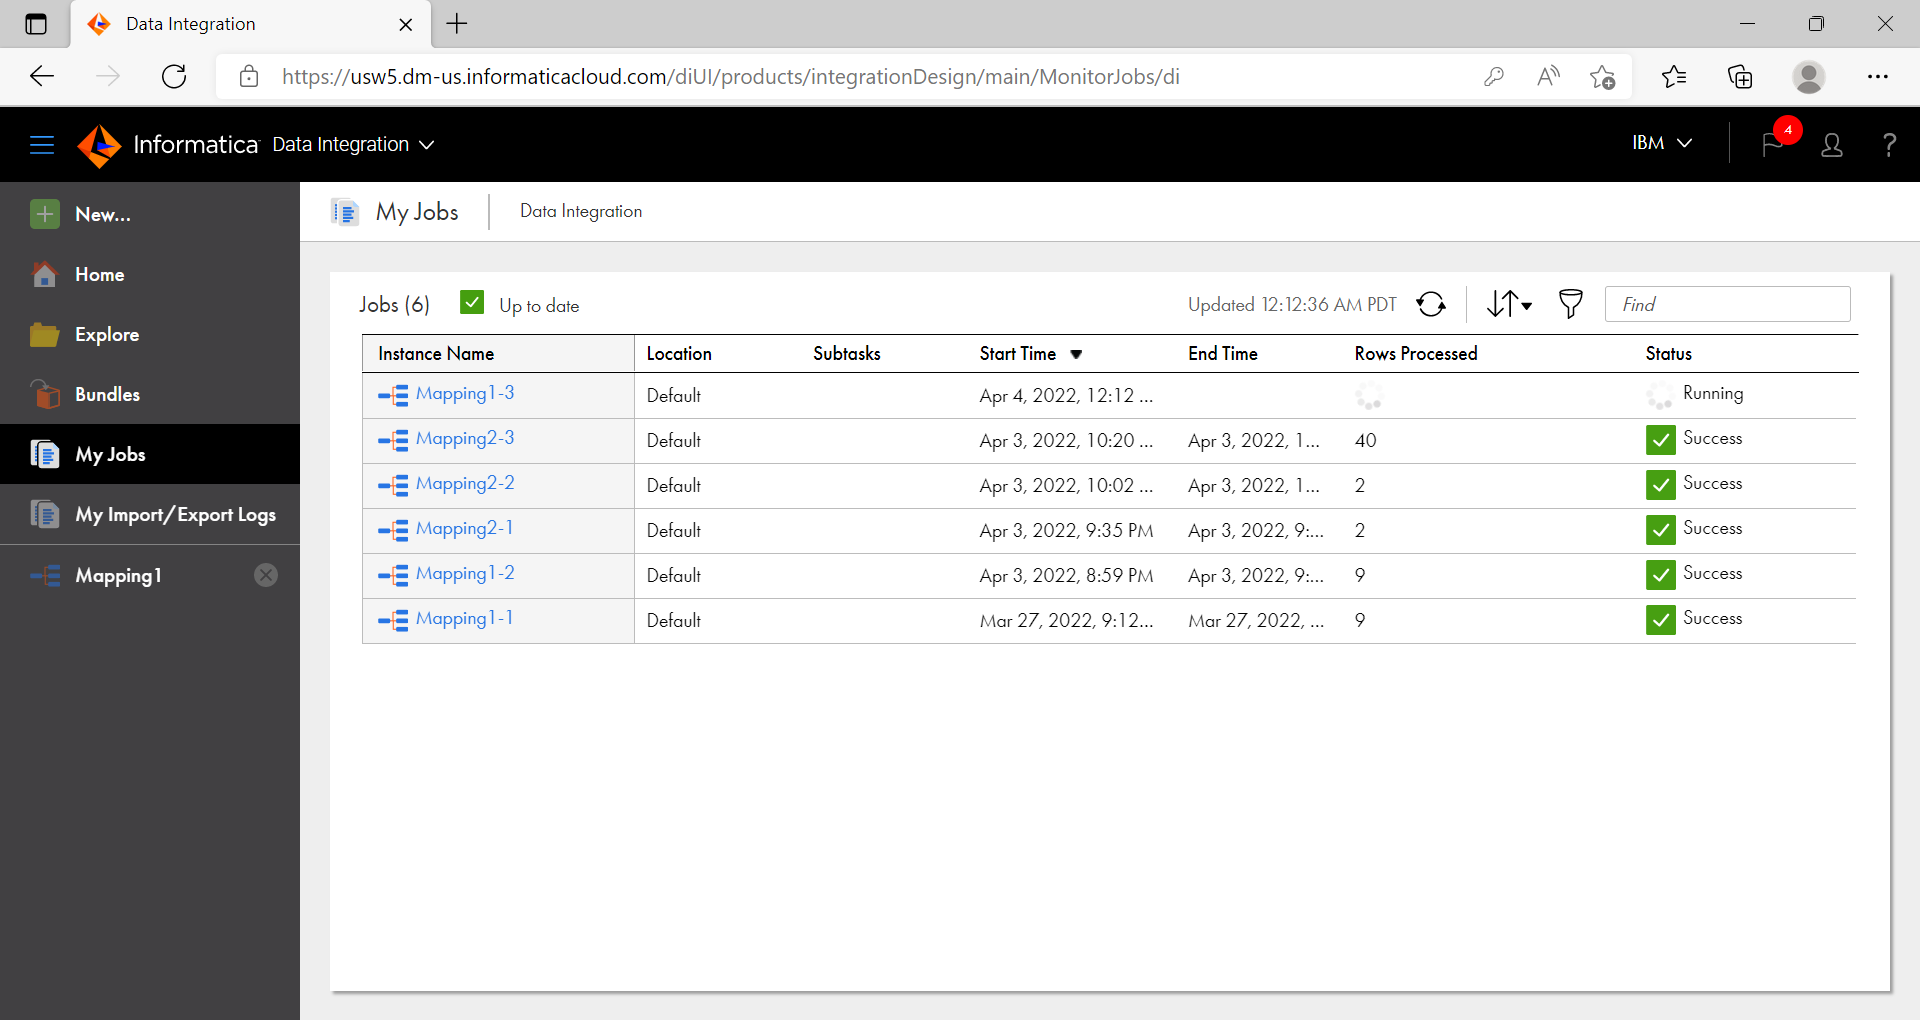 Data Integration
https://usw5.dm-us.informaticacloud.com/diUI/products/integrationDesign/main/MonitorJobs/di
Informatica Data Integration IBM 4 ?
New...
Home
Explore
Bundles
My Jobs
My Import/Export Logs
Mapping1
My Jobs Data Integration
Jobs (6) Up to date Updated 12:12:36 AM PDT Find
Instance Name Location Subtasks Start Time End Time Rows Processed Status
Mapping1-3 Default Apr 4, 2022, 12:12 ... Running
Mapping2-3 Default Apr 3, 2022, 10:20 ... Apr 3, 2022, 1... 40 Success
Mapping2-2 Default Apr 3, 2022, 10:02 ... Apr 3, 2022, 1... 2 Success
Mapping2-1 Default Apr 3, 2022, 9:35 PM Apr 3, 2022, 9:... 2 Success
Mapping1-2 Default Apr 3, 2022, 8:59 PM Apr 3, 2022, 9:... 9 Success
Mapping1-1 Default Mar 27, 2022, 9:12... Mar 27, 2022, ... 9 Success